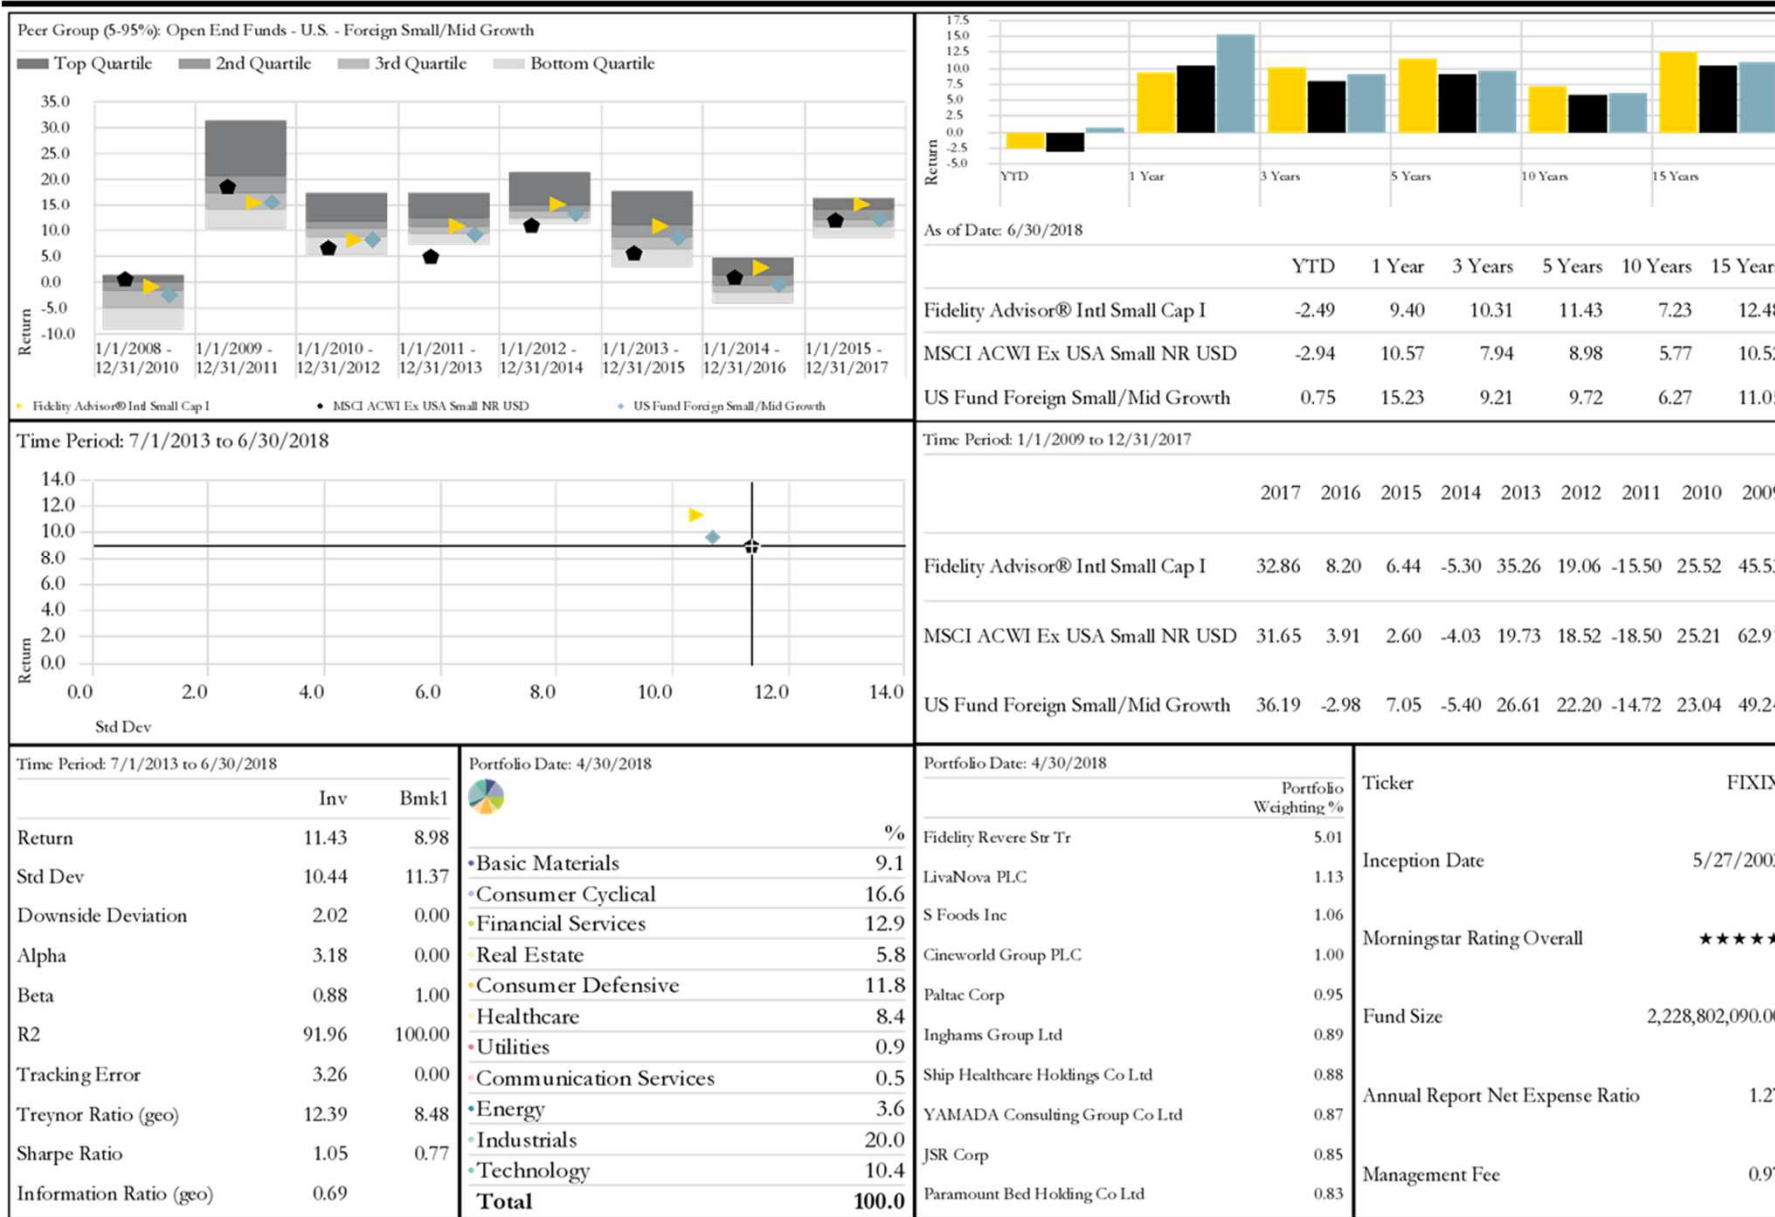 Peer Group (5-95%): Open End Funds - U.S. - Foreign Small/Mid Growth
Top Quartile 2nd Quartile 3rd Quartile Bottom Quartile
35.0
30.0
25.0
20.0
15.0
10.0
5.0
0.0
-5.0
-10.0
Return
1/1/2008 - 1/1/2009 - 1/1/2010 - 1/1/2011 - 1/1/2012 - 1/1/2013 - 1/1/2014 - 1/1/2015 -
12/31/2010 12/31/2011 12/31/2012 12/31/2013 12/31/2014 12/31/2015 12/31/2016 12/31/2017
Fidelity Advisor® Intl Small Cap I MSCI ACWI Ex USA Small NR USD US Fund Foreign Small/Mid Growth
17.5
15.0
12.5
10.0
7.5
5.0
2.5
0.0
-2.5
-5.0
Return
YTD 1 Year 3 Years 5 Years 10 Years 15 Years
As of Date: 6/30/2018
YTD 1 Year 3 Years 5 Years 10 Years 15 Years
Fidelity Advisor® Intl Small Cap I -2.49 9.40 10.31 11.43 7.23 12.48
MSCI ACWI Ex USA Small NR USD -2.94 10.57 7.94 8.98 5.77
US Fund Foreign Small/Mid Growth 0.75 15.23 9.21 9.72 6.27
Time Period: 7/1/2013 to 6/30/2018
14.0
12.0
10.0
8.0
6.0
4.0
2.0
0.0
Return
0.0 2.0 4.0 6.0 8.0 10.0 12.0 14.0
Std Dev
Time Period: 1/1/2009 to 12/31/2017
2017 2016 2015 2014 2013 2012 2011 2010 2009
Fidelity Advisor® Intl Small Cap I 32.86 8.20 6.44 -5.30 35.26 19.06 -15.50 25.52
MSCI ACWI Ex USA Small NR USD 31.65 3.91 2.60 -4.03 19.73 18.52 -18.50 25.21
US Fund Foreign Small/Mid Growth 36.19 -2.98 7.05 -5.40 26.61 22.20 -14.72 23.04
Time Period: 7/1/2013 to 6/30/2018
Inv Bmk1
Return 11.43 8.98
Std Dev 10.44 11.37
Downside Deviation 2.02 0.00
Alpha 3.18 0.00
Beta 0.88 1.00
R2 91.96 100.00
Tracking Error 3.26 0.00
Treynor Ratio (geo) 12.39 8.48
Sharpe Ratio 1.05 0.77
Information Ratio (geo) 0.69
Portfolio Date: 4/30/2018
%
Basic Materials 9.1
Consumer Cyclical 16.6
Financial Services 12.9
Real Estate 5.8
Consumer Defensive 11.8
Healthcare 8.4
Utilities 0.9
Communication Services 0.5
Energy 3.6
Industrials 20.0
Technology 10.4
Total 100.0
Portfolio Date: 4/30/2018
Portfolio
Weighting %
Fidelity Revere Str Tr 5.01
LivaNova PLC 1.13
S Foods Inc 1.06
Cineworld Group PLC 1.00
Paltac Corp 0.95
Inghams Group Ltd 0.89
Ship Healthcare Holdings Co Ltd 0.88
YAMADA Consulting Group Co Ltd 0.87
JSR Corp 0.85
Paramount Bed Holding Co Ltd 0.83
Ticker FIXIX
Inception Date
Morningstar Rating Overall ★★★★★
Fund Size 2,228,802,090.00
Annual Report Net Expense Ratio
Management Fee